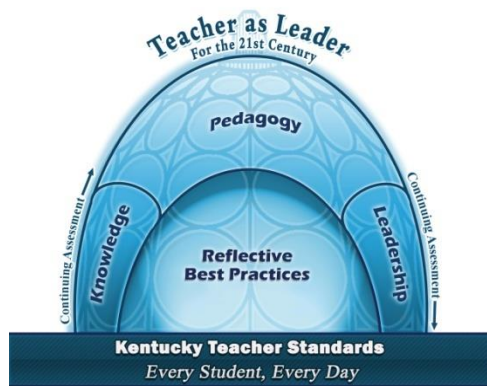 Teacher as Leader
For the 21st Century
Pedagogy
Continuing Assessment
Knowledge
Reflective
Best Practices
Leadership
Continuing Assessment
Kentucky Teacher Standards
Every Student, Every Day